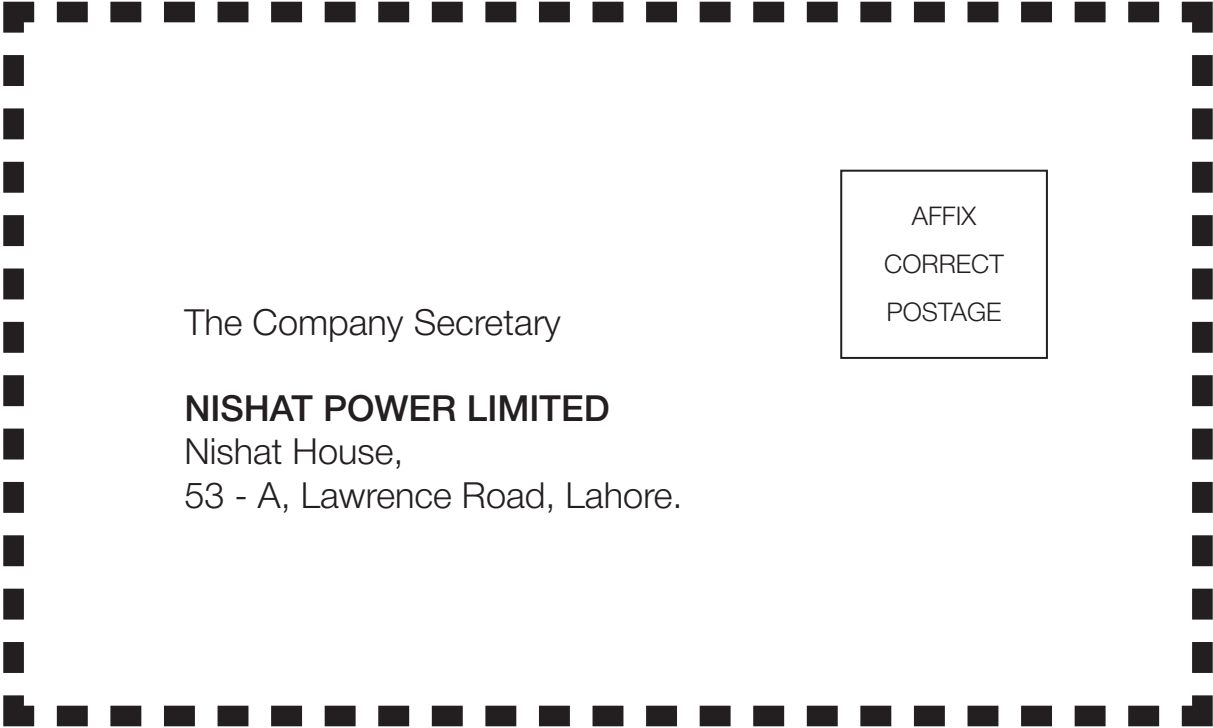 AFFIX
CORRECT
POSTAGE
The Company Secretary
NISHAT POWER LIMITED
Nishat House,
53 - A, Lawrence Road, Lahore.